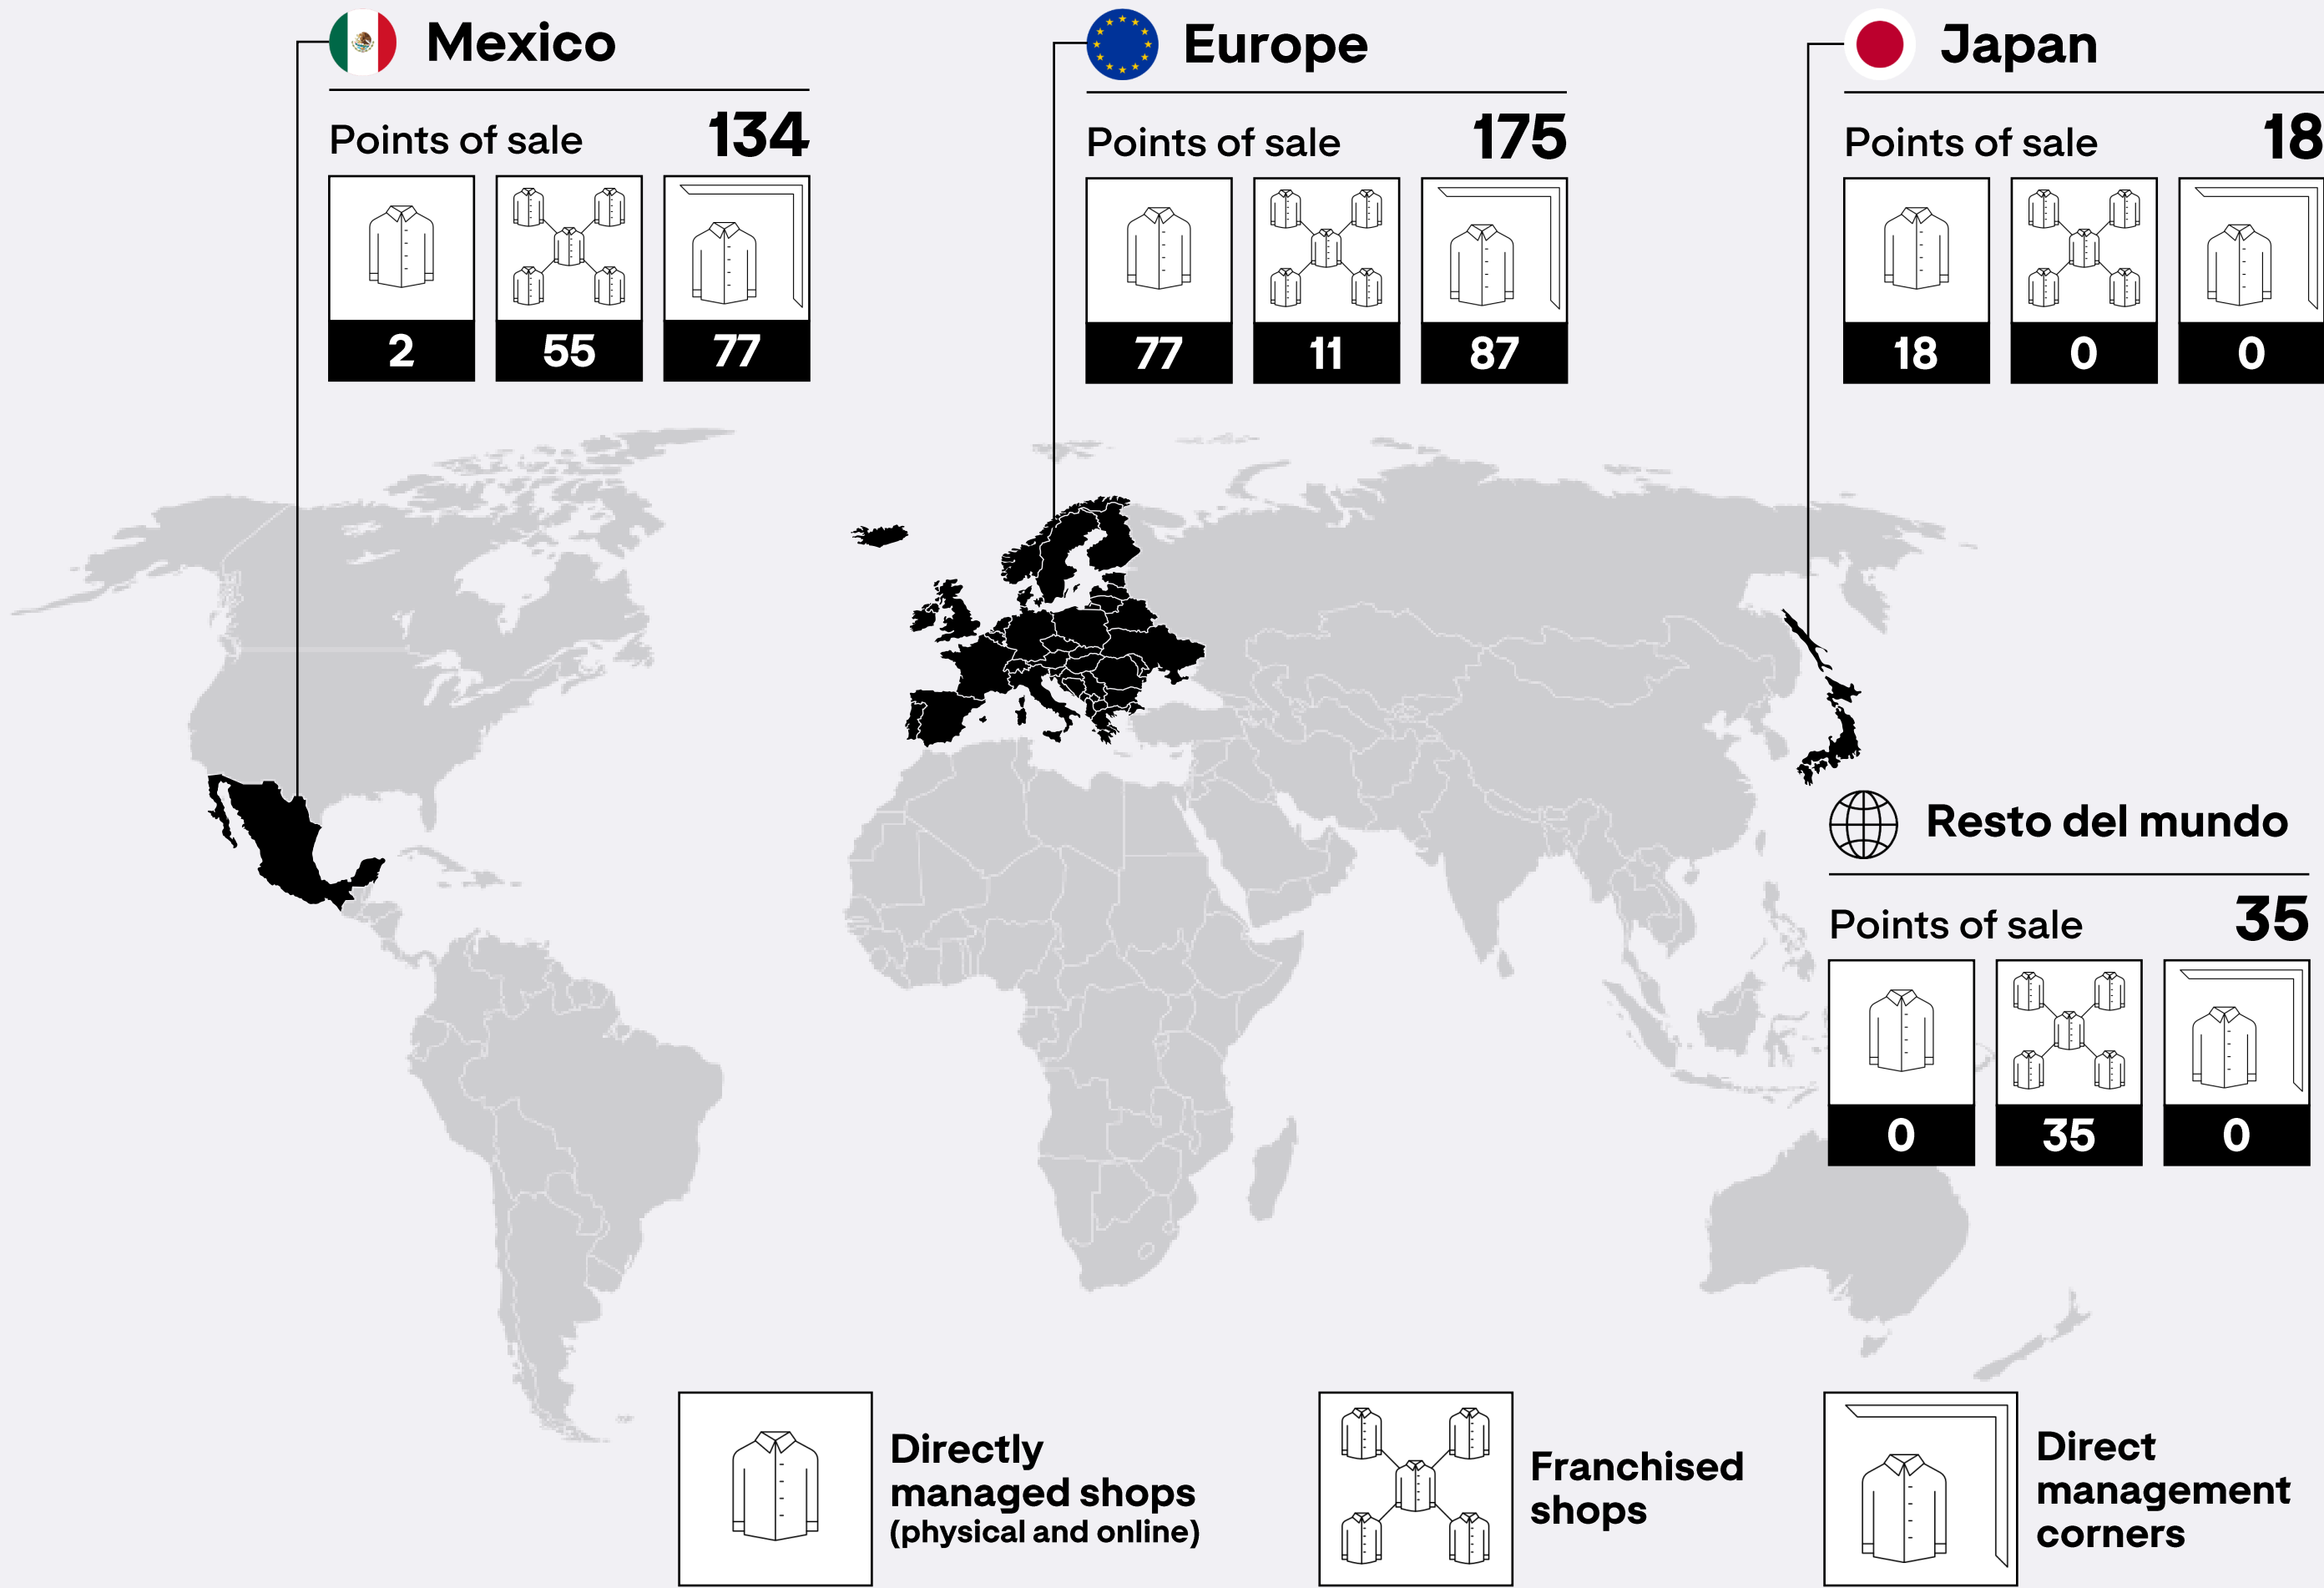 Mexico
Points of sale 134
2 55 77
Europe
Points of sale 175
77 11 87
Japan
Points of sale 18
18 0 0
Resto del mundo
Points of sale 35
0 35 0
Directly
managed shops
(physical and online)
Franchised
shops
Direct
management
corners